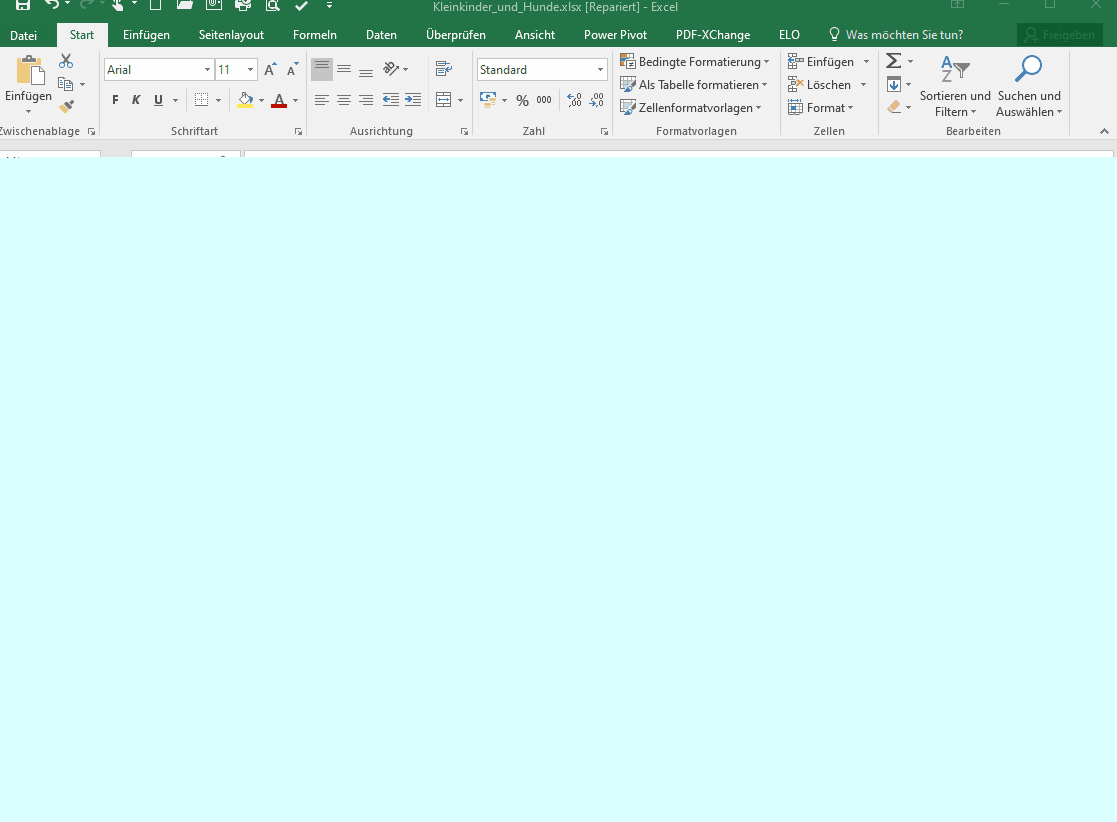 Kleinkinder_und_Hunde.xlsx [Repariert] - Excel
Datei Start Einfügen Seitenlayout Formeln Daten Überprüfen Ansicht Power Pivot PDF-XChange ELO Was möchten Sie tun? Freigeben
Arial 11 Standard Bedingte Formatierung Einfügen Σ
Einfügen Als Tabelle formatieren Löschen Sortieren und Suchen und
F K U A % 000 Zellenformatvorlagen Format Filtern Auswählen
Zwischenablage Schriftart Ausrichtung Zahl Formatvorlagen Zellen Bearbeiten